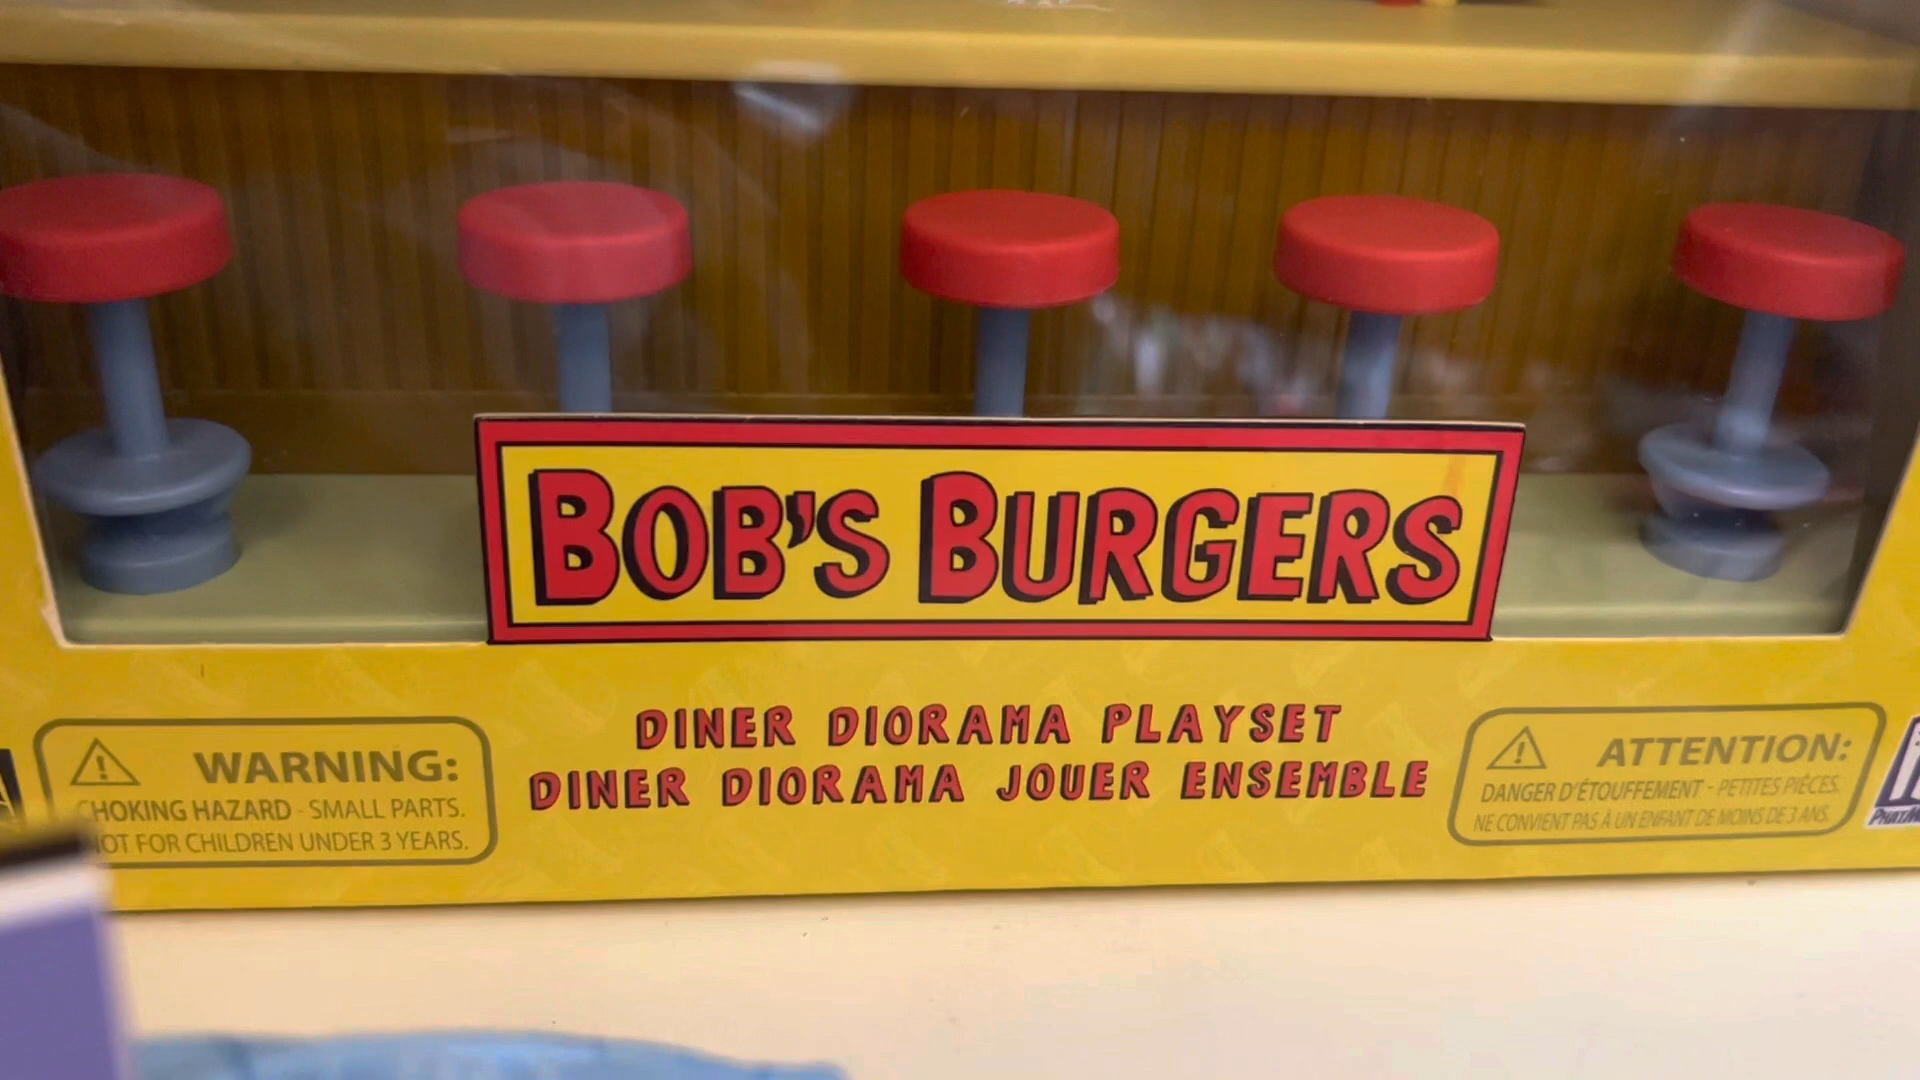 BOB'S BURGERS
DINER DIORAMA PLAYSET
DINER DIORAMA JOUER ENSEMBLE
WARNING:
CHOKING HAZARD - SMALL PARTS.
NOT FOR CHILDREN UNDER 3 YEARS.
ATTENTION:
DANGER D'ÉTOUFFEMENT - PETITES PIÈCES.
NE CONVIENT PAS À UN ENFANT DE MOINS DE 3 ANS.